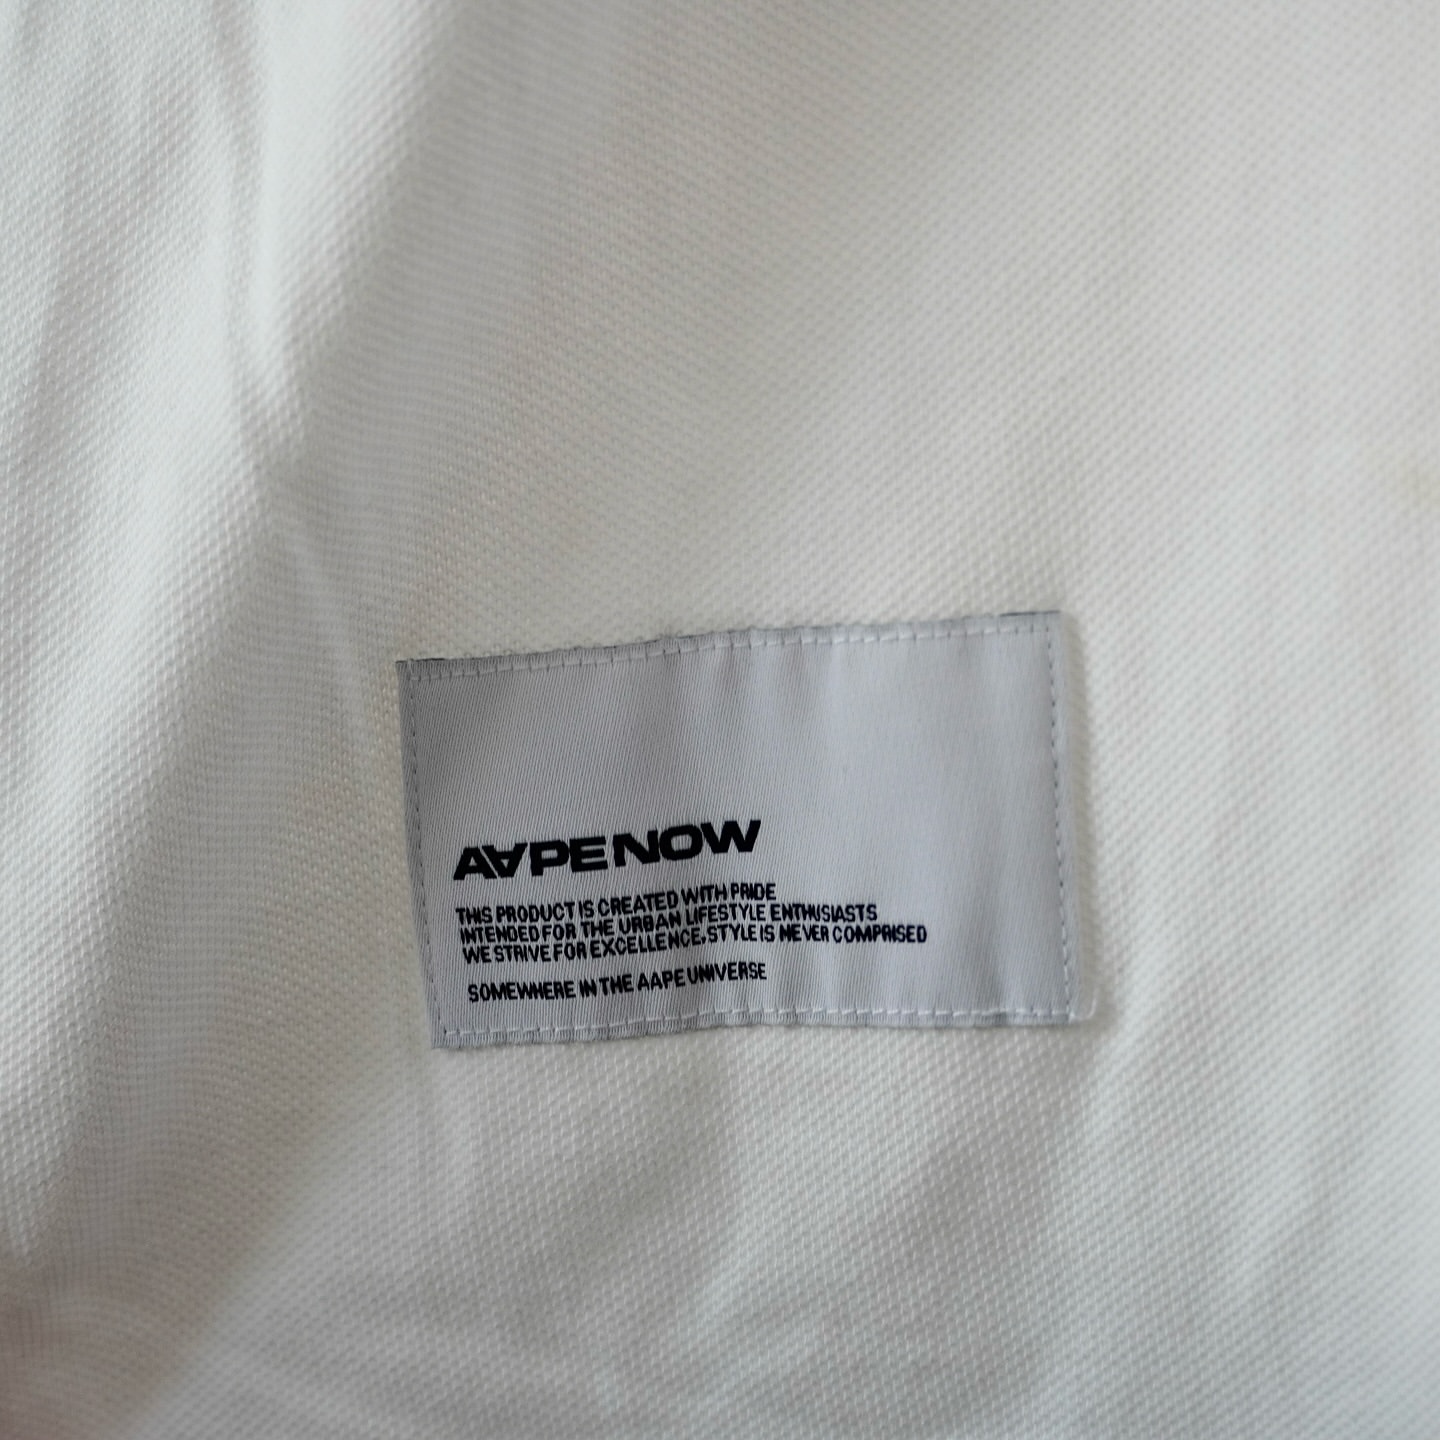 AAPE NOW
THIS PRODUCT IS CREATED WITH PRIDE
INTENDED FOR THE URBAN LIFESTYLE ENTHUSIASTS
WE STRIVE FOR EXCELLENCE, STYLE IS NEVER COMPRISED
SOMEWHERE IN THE AAPE UNIVERSE